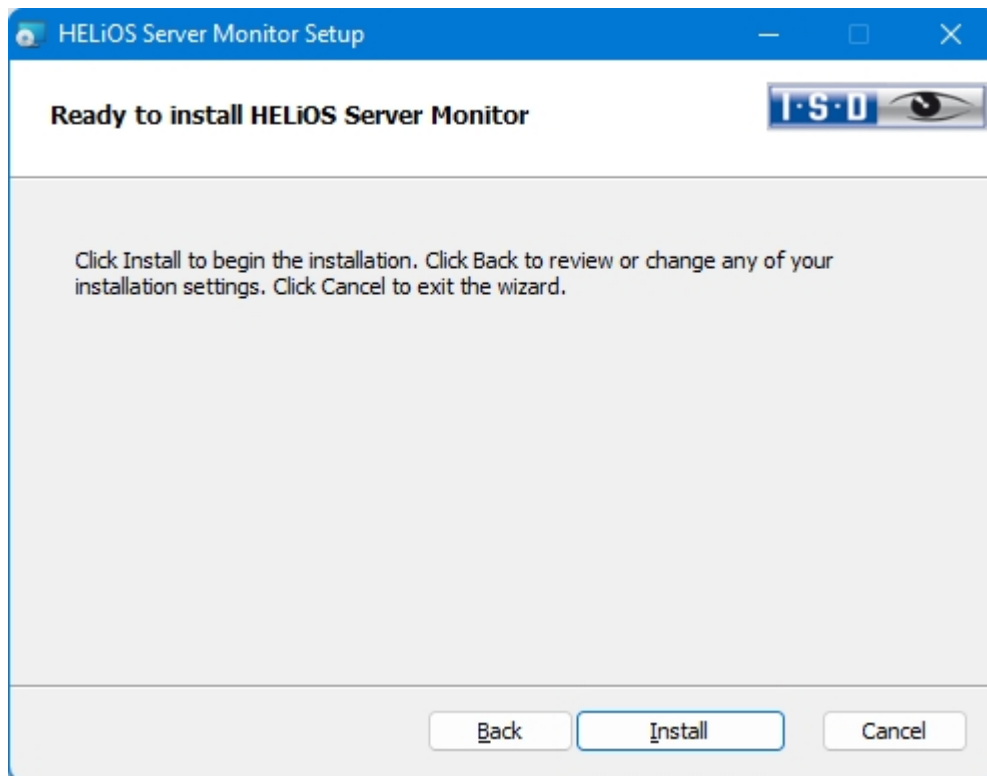 HELiOS Server Monitor Setup
Ready to install HELiOS Server Monitor
I·S·D
Click Install to begin the installation. Click Back to review or change any of your
installation settings. Click Cancel to exit the wizard.
Back
Install
Cancel